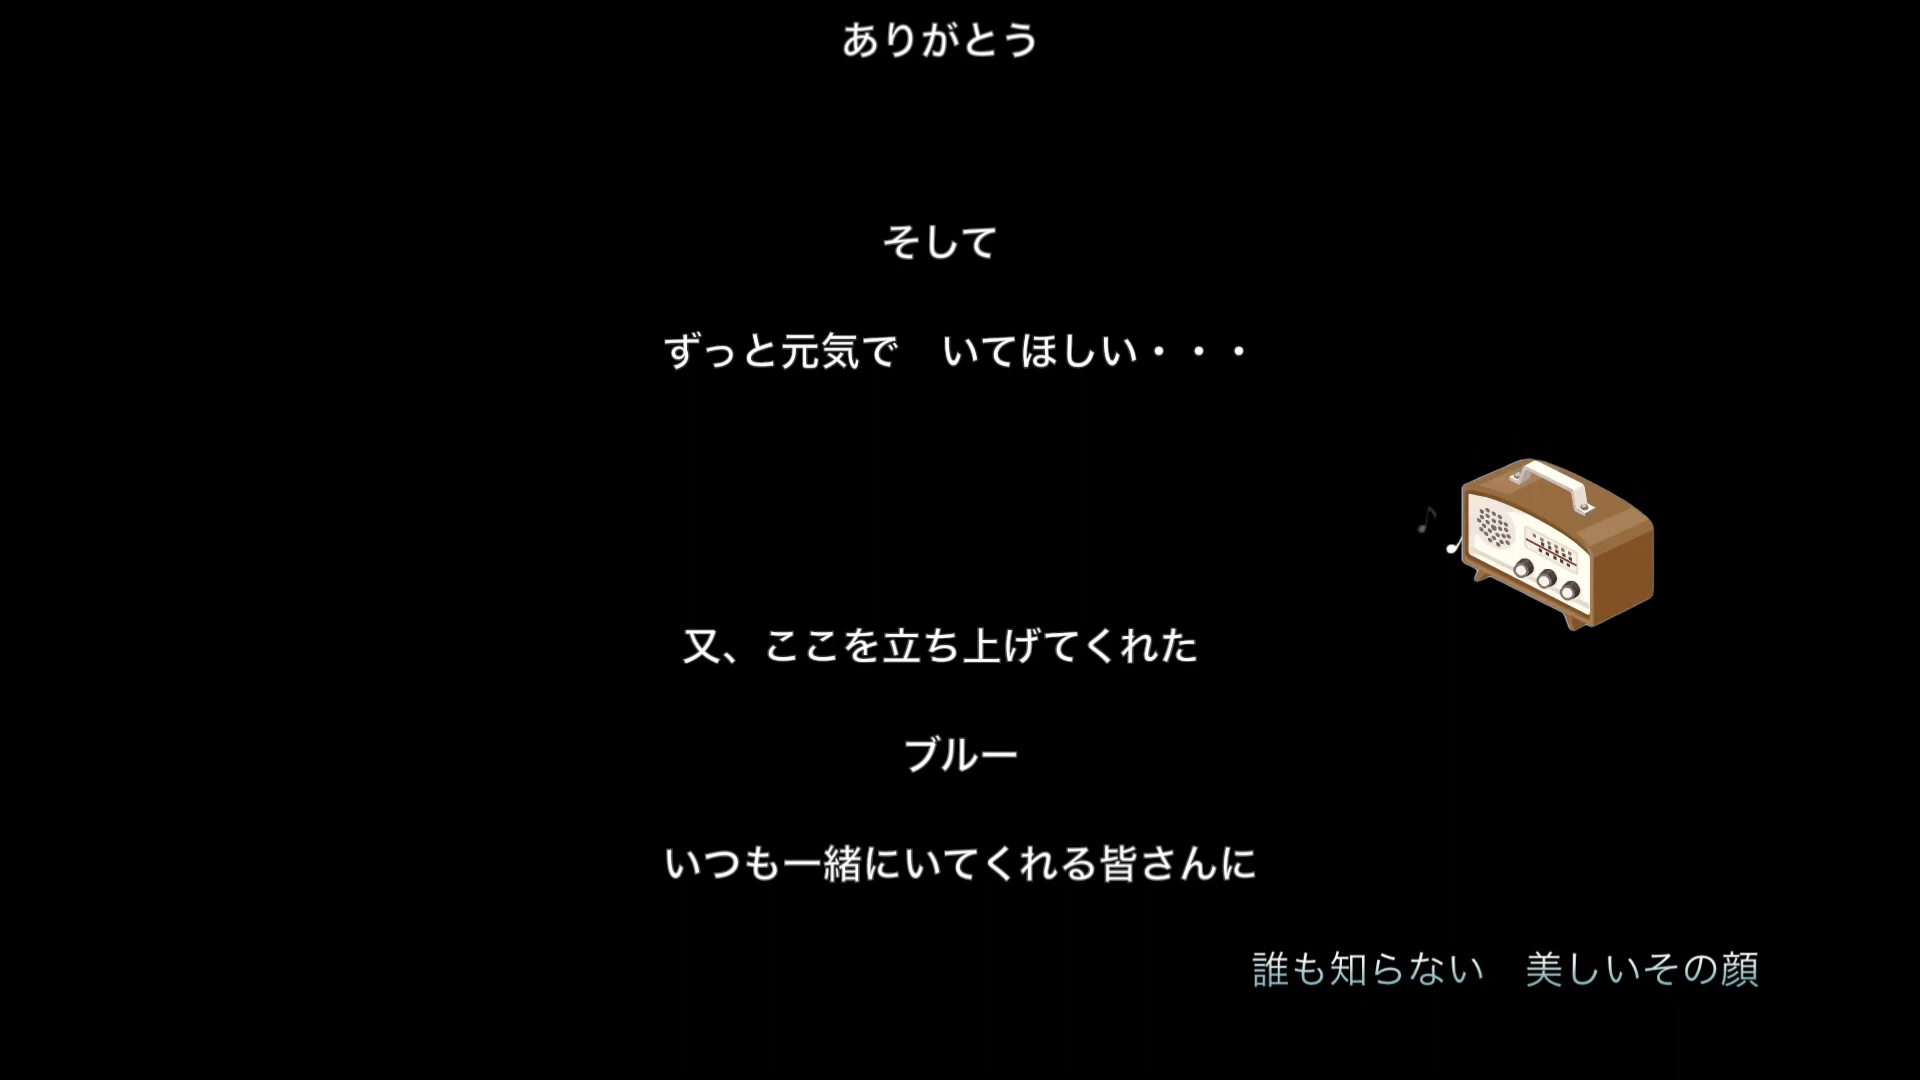 ありがとう
そして
ずっと元気で　いてほしい・・・
又、ここを立ち上げてくれた
ブルー
いつも一緒にいてくれる皆さんに
誰も知らない　美しいその顔